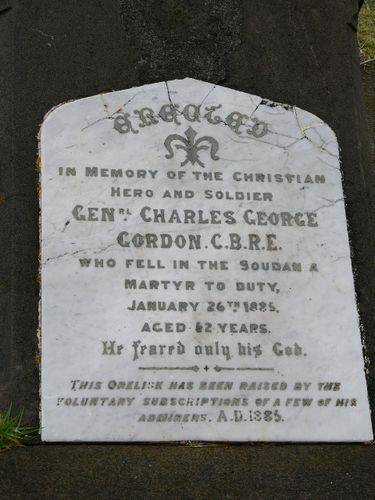 ERECTED
IN MEMORY OF THE CHRISTIAN
HERO AND SOLDIER
GENRL CHARLES GEORGE
GORDON. C.B.R.E.
WHO FELL IN THE SOUDAN A
MARTYR TO DUTY,
JANUARY 26TH 1885.
AGED 52 YEARS.
He feared only his God.
THIS OBELISK HAS BEEN RAISED BY THE
VOLUNTARY SUBSCRIPTIONS OF A FEW OF HIS
ADMIRERS. A.D. 1885.